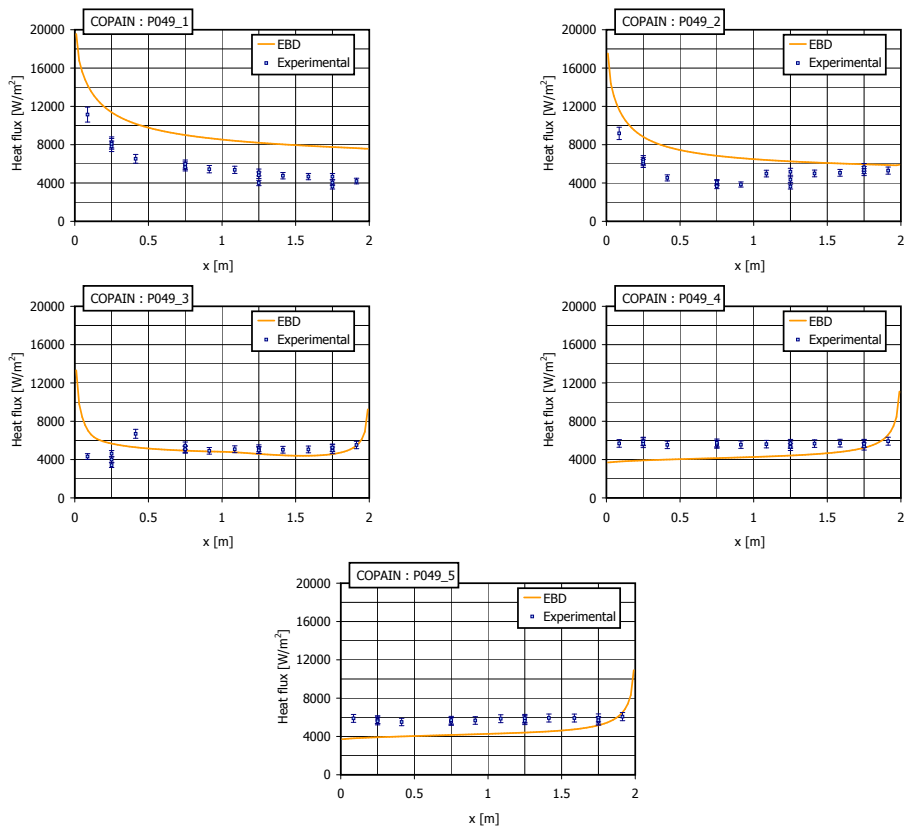 COPAIN : P049_1
20000
16000
12000
8000
4000
0
Heat flux [W/m²]
EBD
Experimental
0 0.5 1 1.5 2
x [m]
COPAIN : P049_2
20000
16000
12000
8000
4000
0
Heat flux [W/m²]
EBD
Experimental
0 0.5 1 1.5 2
x [m]
COPAIN : P049_3
20000
16000
12000
8000
4000
0
Heat flux [W/m²]
EBD
Experimental
0 0.5 1 1.5 2
x [m]
COPAIN : P049_4
20000
16000
12000
8000
4000
0
Heat flux [W/m²]
EBD
Experimental
0 0.5 1 1.5 2
x [m]
COPAIN : P049_5
20000
16000
12000
8000
4000
0
Heat flux [W/m²]
EBD
Experimental
0 0.5 1 1.5 2
x [m]